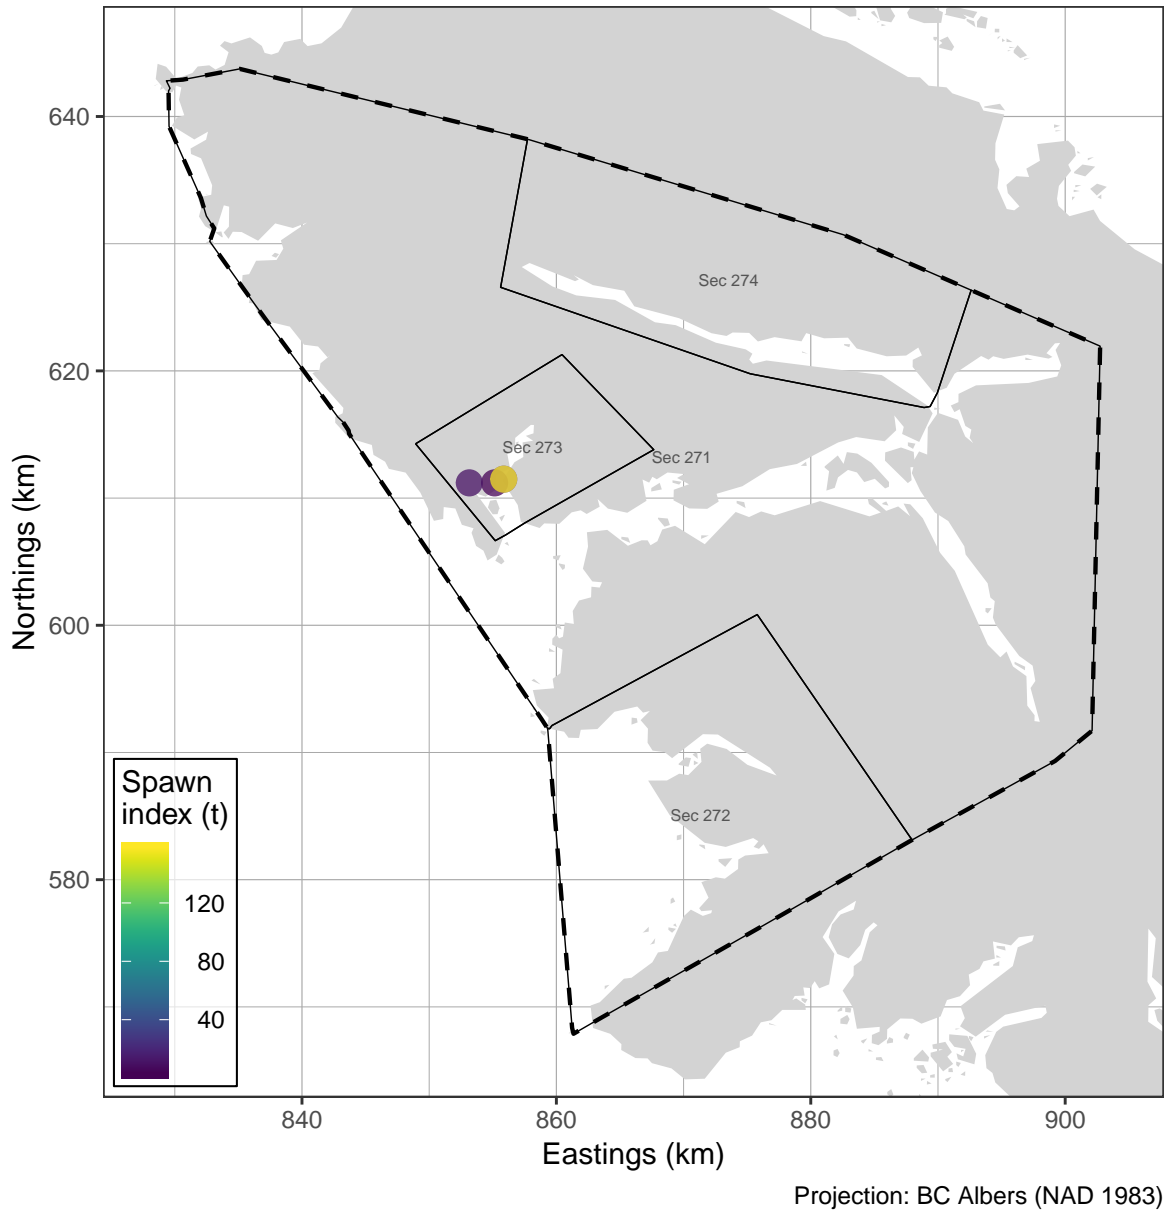 640
620
600
580
Northings (km)
Sec 274
Sec 273
Sec 271
Sec 272
Spawn
index (t)
120
80
40
840
860
880
900
Eastings (km)
Projection: BC Albers (NAD 1983)